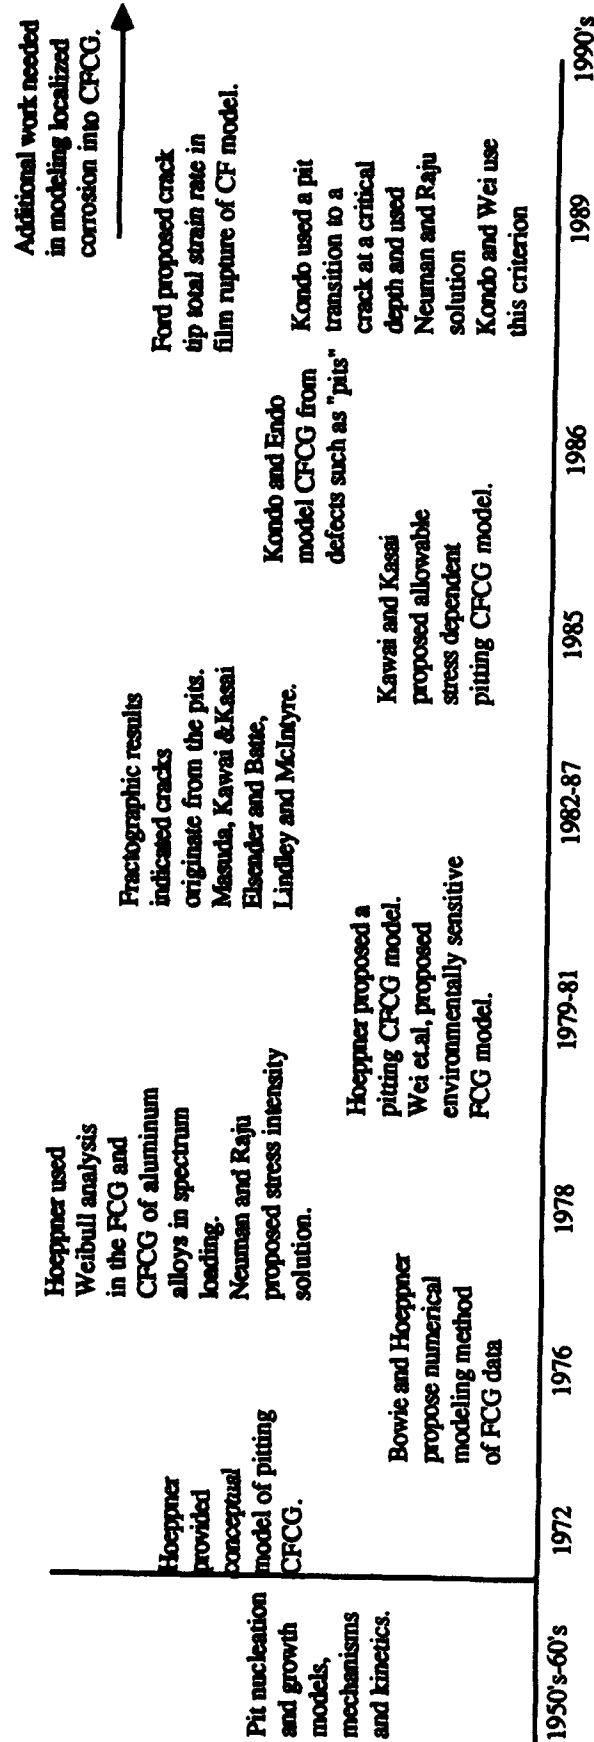 Pit nucleation
and growth
models,
mechanisms
and kinetics.
1950's-60's
Hoeppner
provided
conceptual
model of pitting
CFCG.
1972
Bowie and Hoeppner
propose numerical
modeling method
of FCG data
1976
Hoeppner used
Weibull analysis
in the FCG and
CFCG of aluminum
alloys in spectrum
loading.
Neuman and Raju
proposed stress intensity
solution.
1978
Hoeppner proposed a
pitting CFCG model.
Wei et.al, proposed
environmentally sensitive
FCG model.
1979-81
Fractographic results
indicated cracks
originate from the pits.
Masuda, Kawai &Kasai
Elsender and Batte,
Lindley and McIntyre.
1982-87
Kawai and Kasai
proposed allowable
stress dependent
pitting CFCG model.
1985
Kondo and Endo
model CFCG from
defects such as "pits"
1986
Ford proposed crack
tip total strain rate in
film rupture of CF model.
Kondo used a pit
transition to a
crack at a critical
depth and used
Neuman and Raju
solution
Kondo and Wei use
this criterion
1989
Additional work needed
in modeling localized
corrosion into CFCG.
1990's